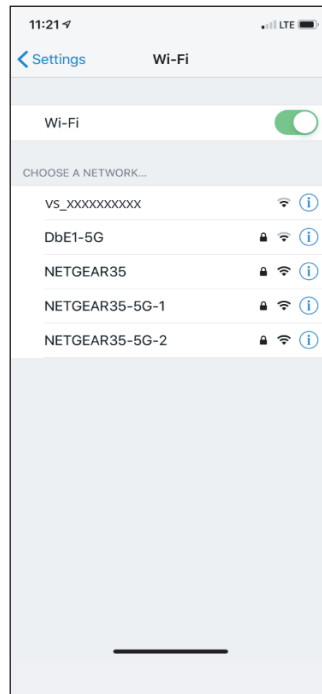 11:21 LTE
Settings Wi-Fi
Wi-Fi
CHOOSE A NETWORK...
VS_XXXXXXXXXX
DbE1-5G
NETGEAR35
NETGEAR35-5G-1
NETGEAR35-5G-2